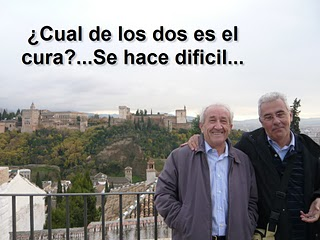 ¿Cual de los dos es el
cura?...Se hace dificil...